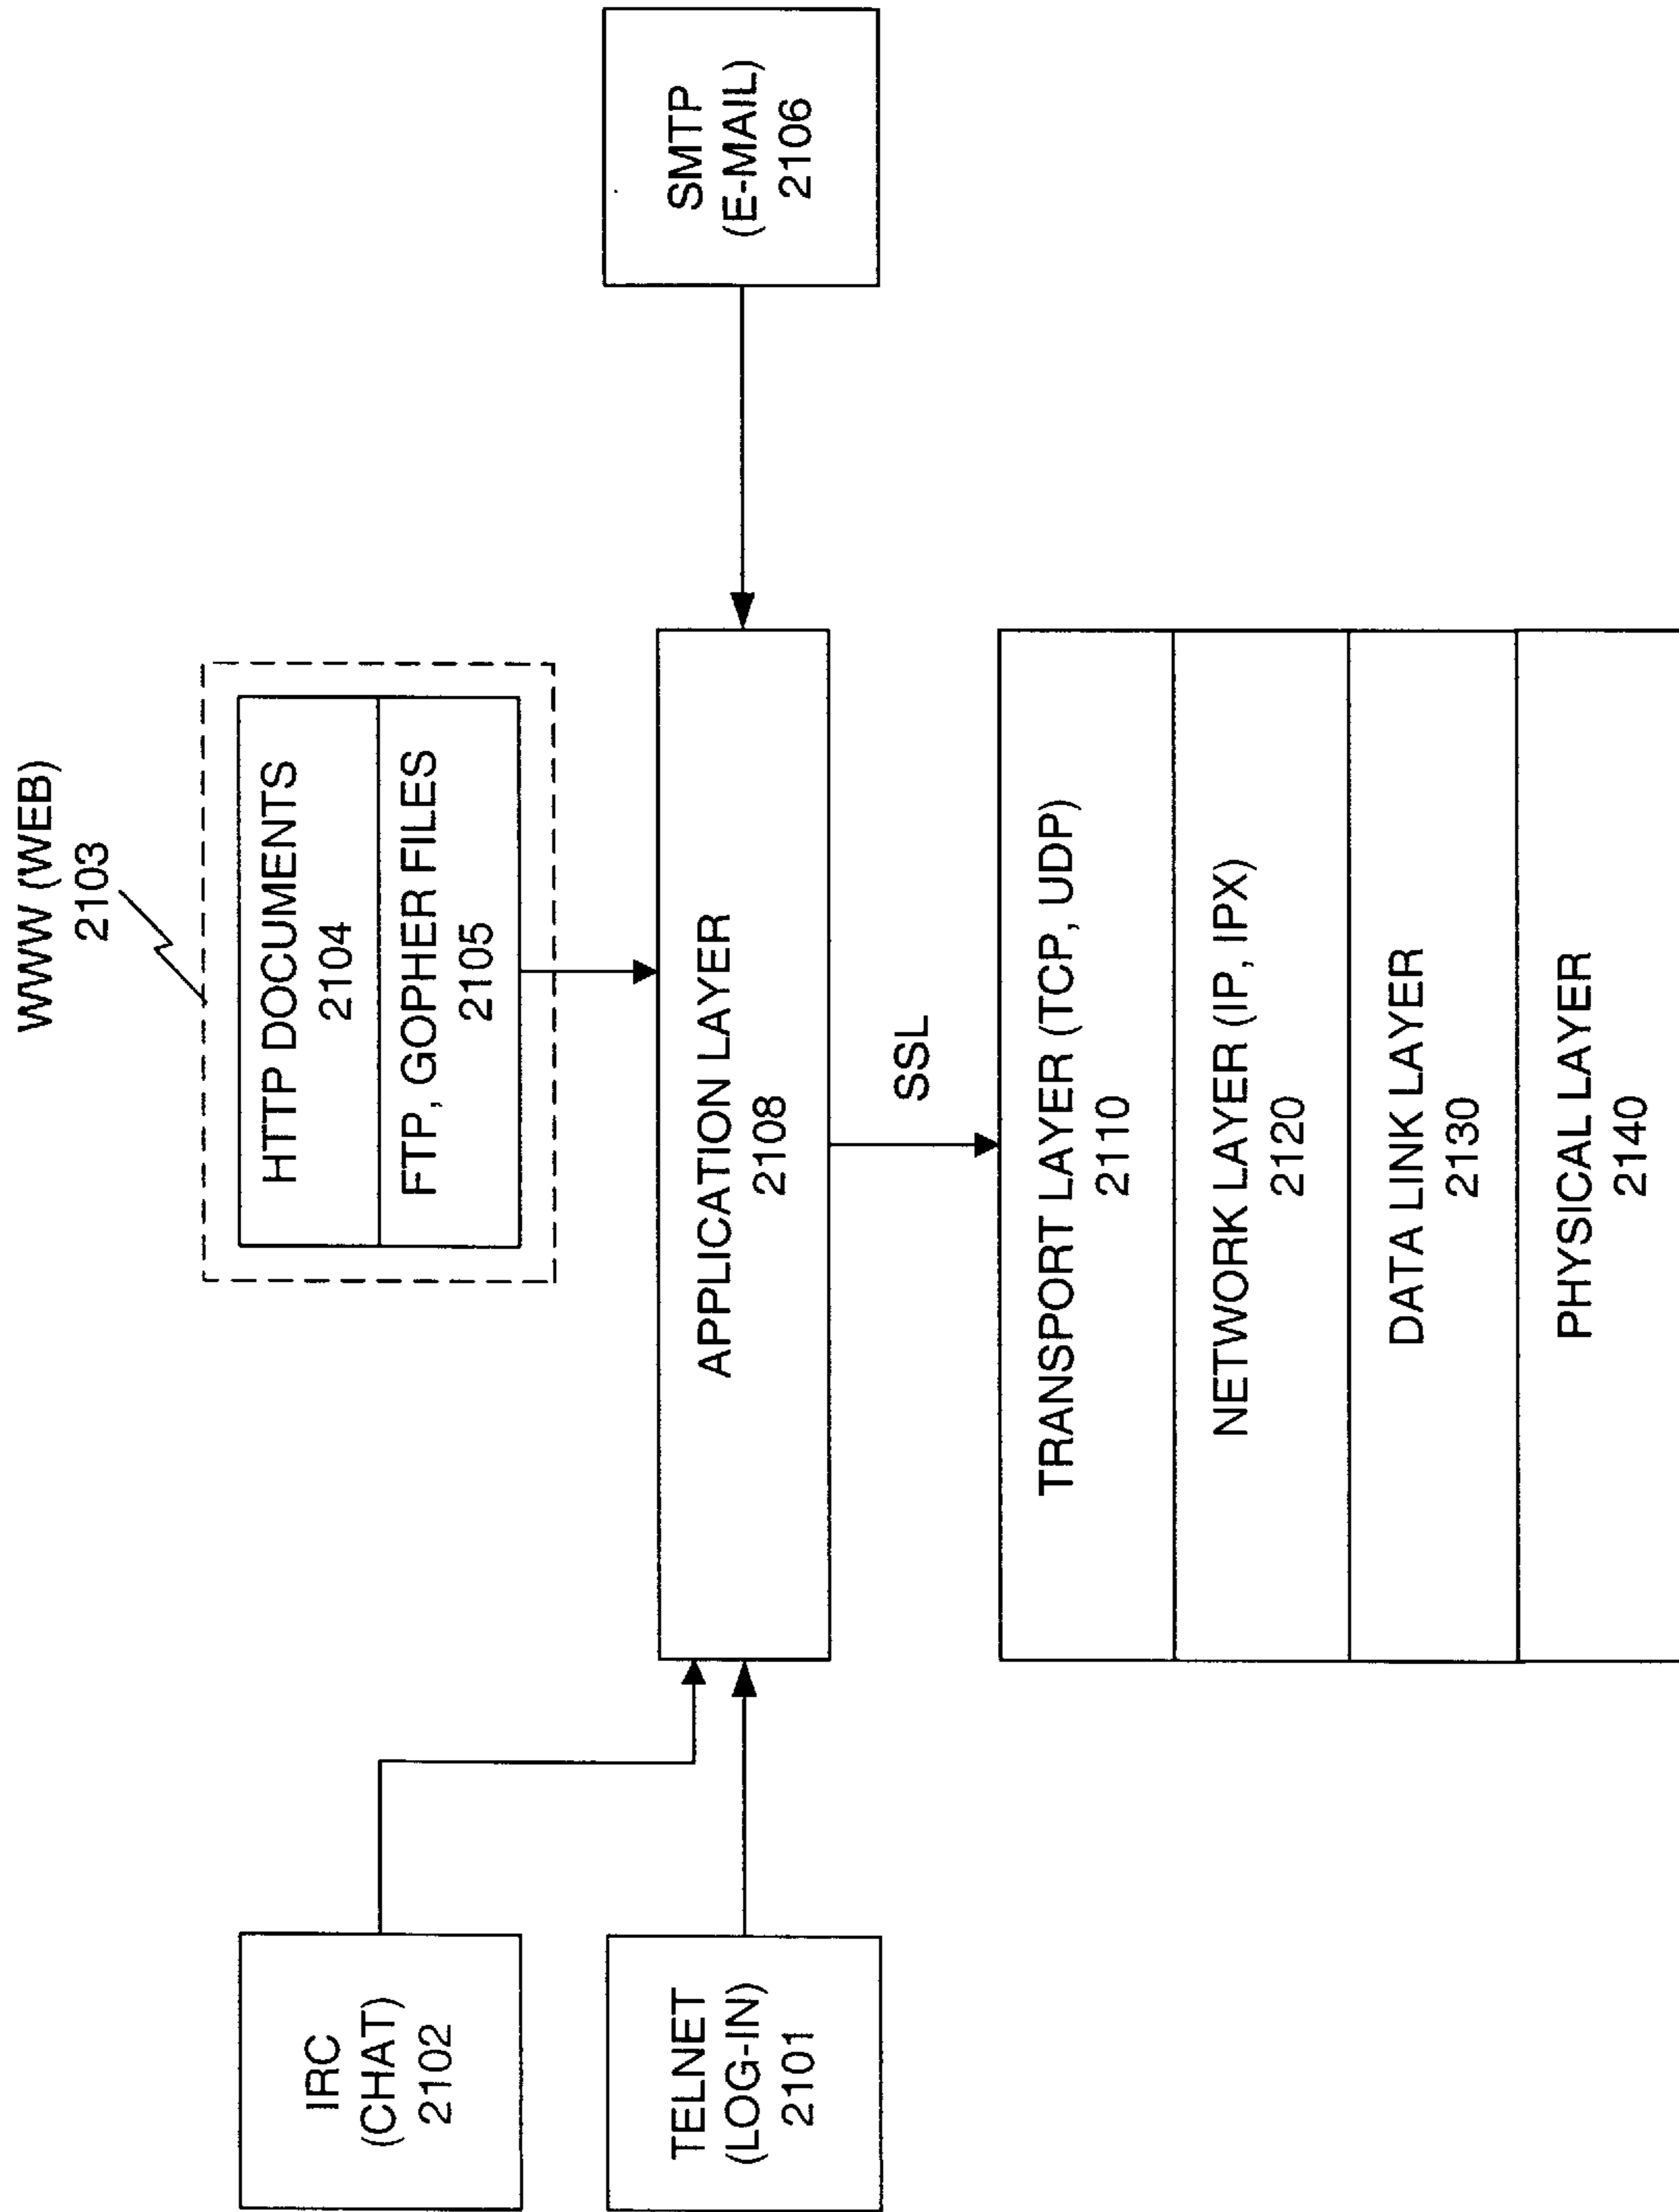 WWW (WEB)
2103
HTTP DOCUMENTS
2104
FTP, GOPHER FILES
2105
IRC
(CHAT)
2102
TELNET
(LOG-IN)
2101
APPLICATION LAYER
2108
SMTP
(E-MAIL)
2106
SSL
TRANSPORT LAYER (TCP, UDP)
2110
NETWORK LAYER (IP, IPX)
2120
DATA LINK LAYER
2130
PHYSICAL LAYER
2140